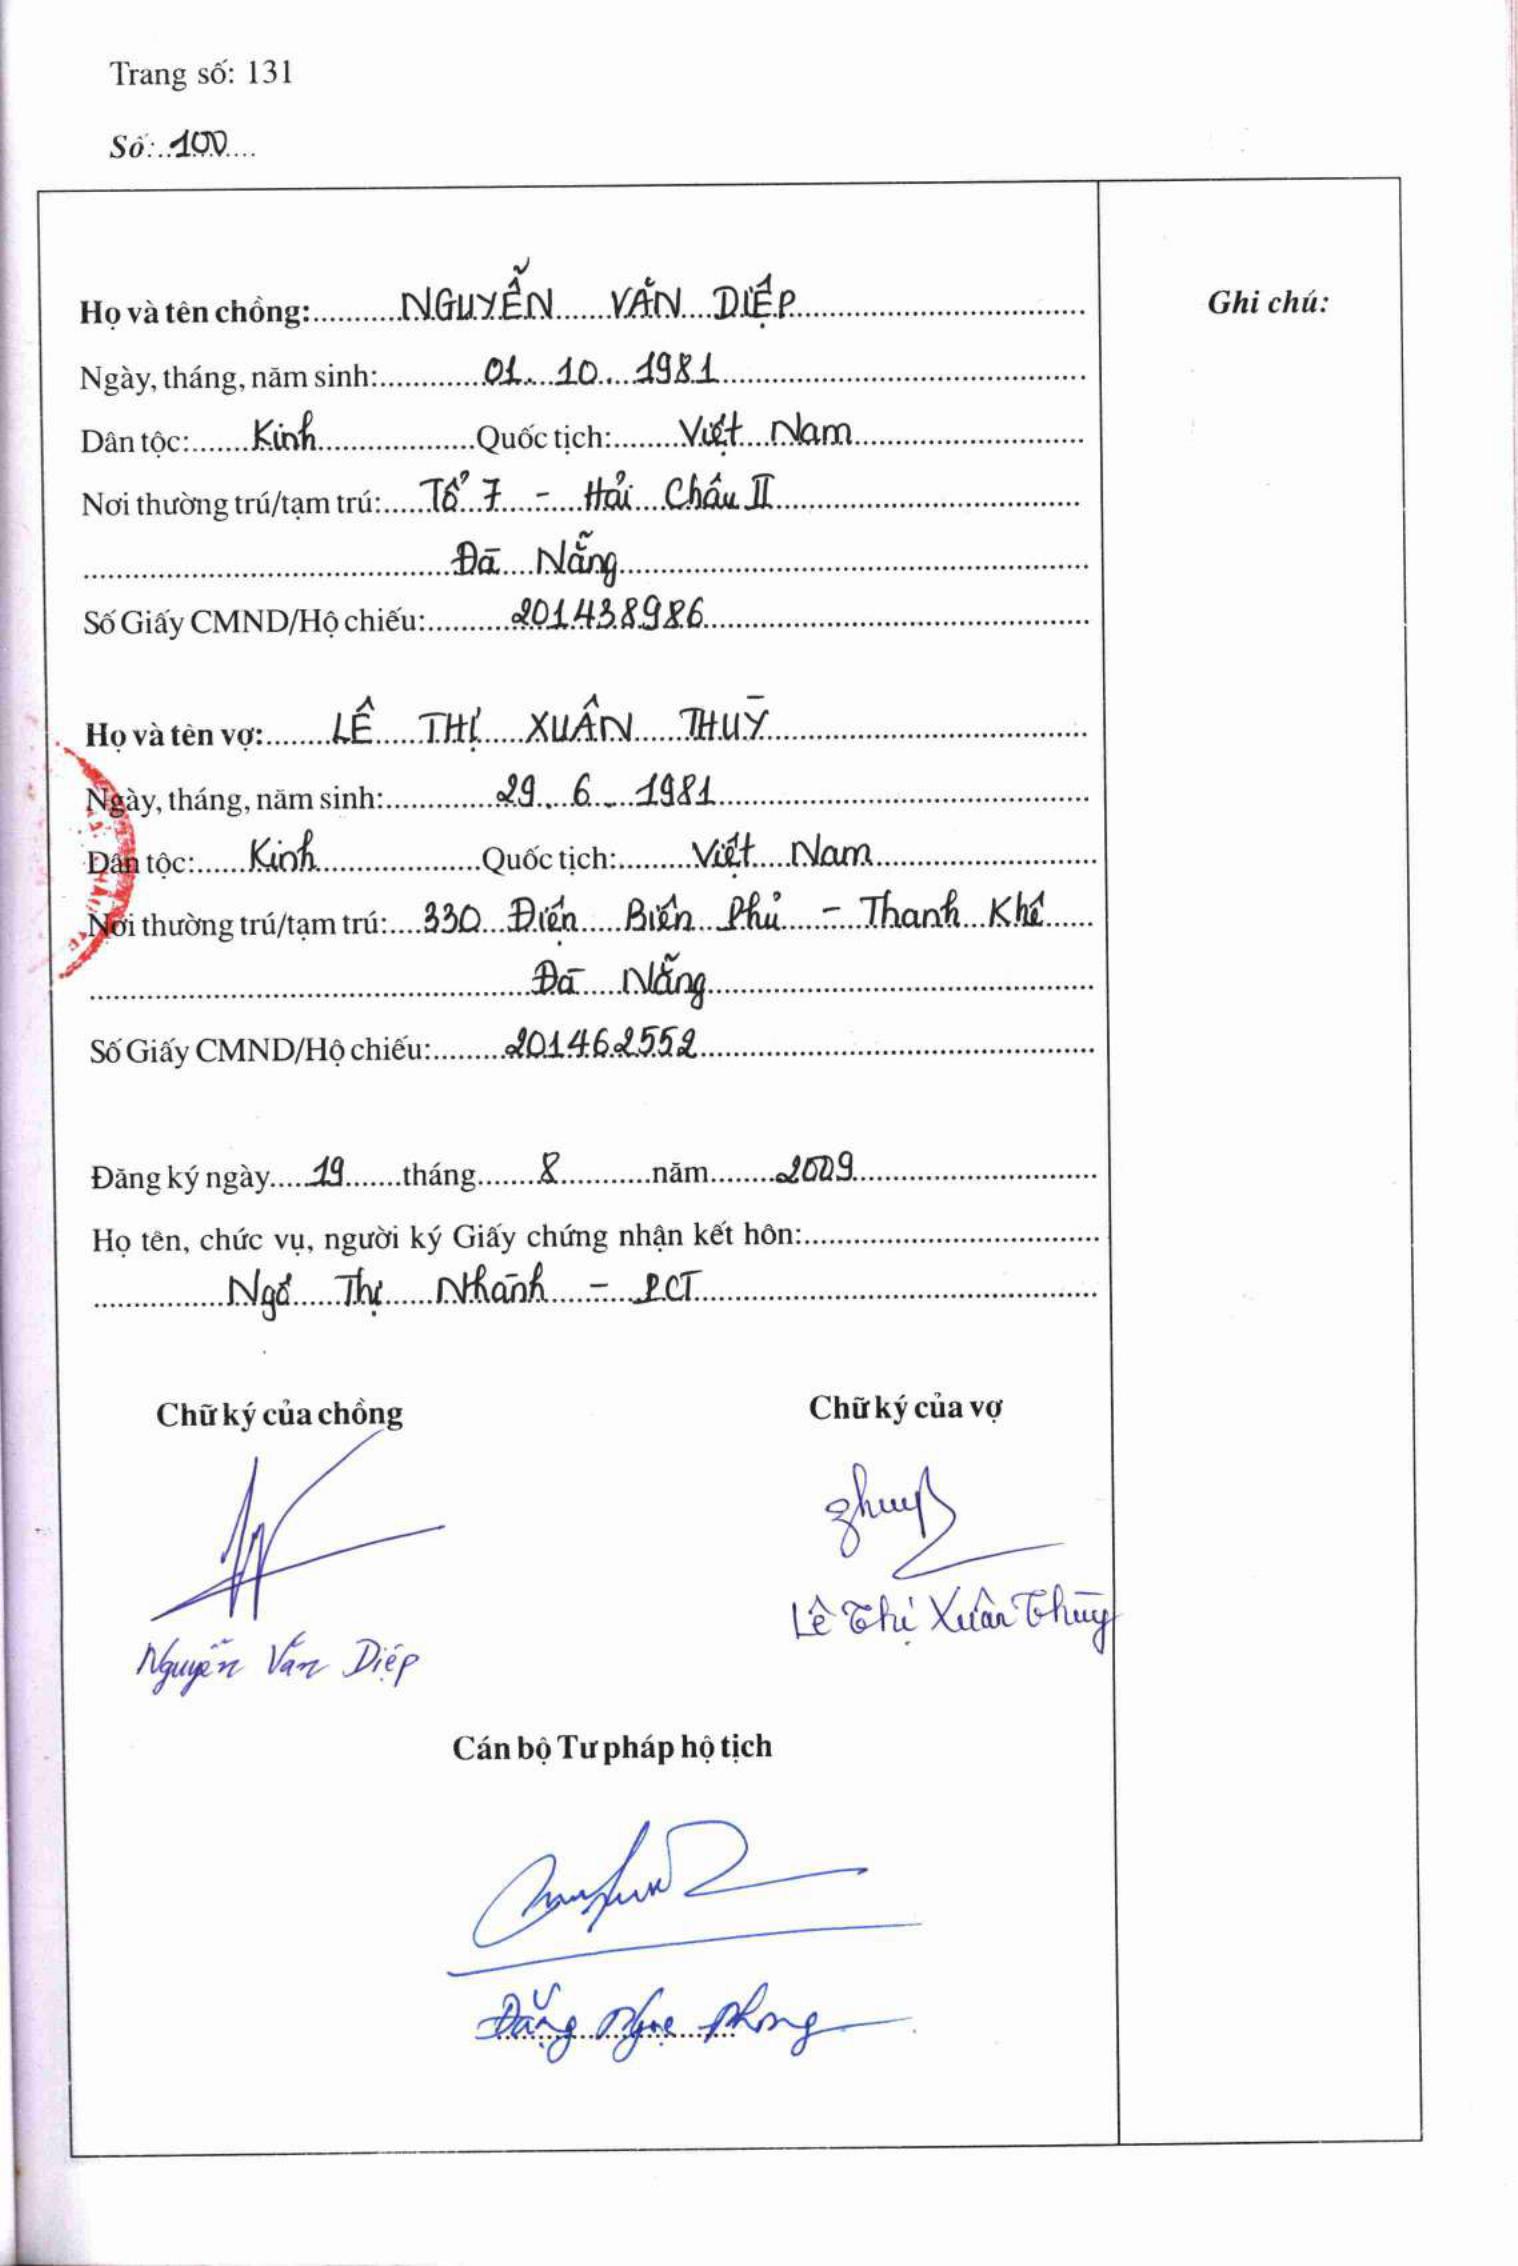 Trang số: 131
Số: 100
Họ và tên chồng: NGUYỄN VĂN DIỆP
Ghi chú:
Ngày, tháng, năm sinh: 01. 10. 1981
Dân tộc: Kinh Quốc tịch: Việt Nam
Nơi thường trú/tạm trú: Tổ 7 - Hải Châu II
Đà Nẵng
Số Giấy CMND/Hộ chiếu: 201438986
Họ và tên vợ: LÊ THỊ XUÂN THUỲ
Ngày, tháng, năm sinh: 29. 6. 1981
Dân tộc: Kinh Quốc tịch: Việt Nam
Nơi thường trú/tạm trú: 330 Điện Biên Phủ - Thanh Khê
Đà Nẵng
Số Giấy CMND/Hộ chiếu: 201462552
Đăng ký ngày 19 tháng 8 năm 2009
Họ tên, chức vụ, người ký Giấy chứng nhận kết hôn:
Ngô Thị Nhành - PCT
Chữ ký của chồng Chữ ký của vợ
Lê Thị Xuân Thùy
Nguyễn Văn Diệp
Cán bộ Tư pháp hộ tịch
Đặng Ngọc Phong